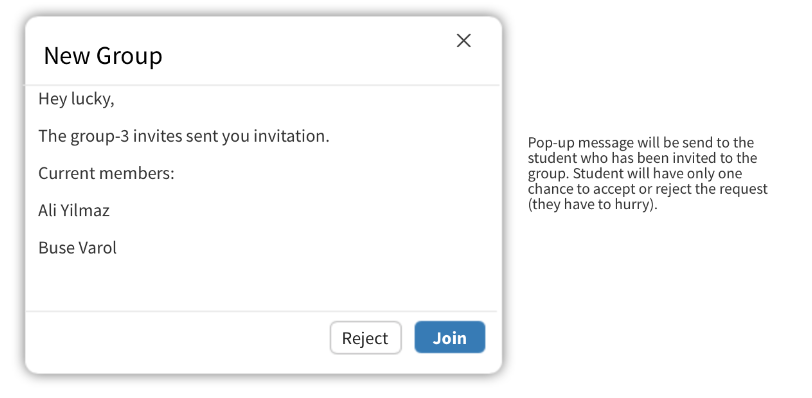 New Group
Hey lucky,
The group-3 invites sent you invitation.
Current members:
Ali Yilmaz
Buse Varol
Reject
Join
Pop-up message will be send to the
student who has been invited to the
group. Student will have only one
chance to accept or reject the request
(they have to hurry).